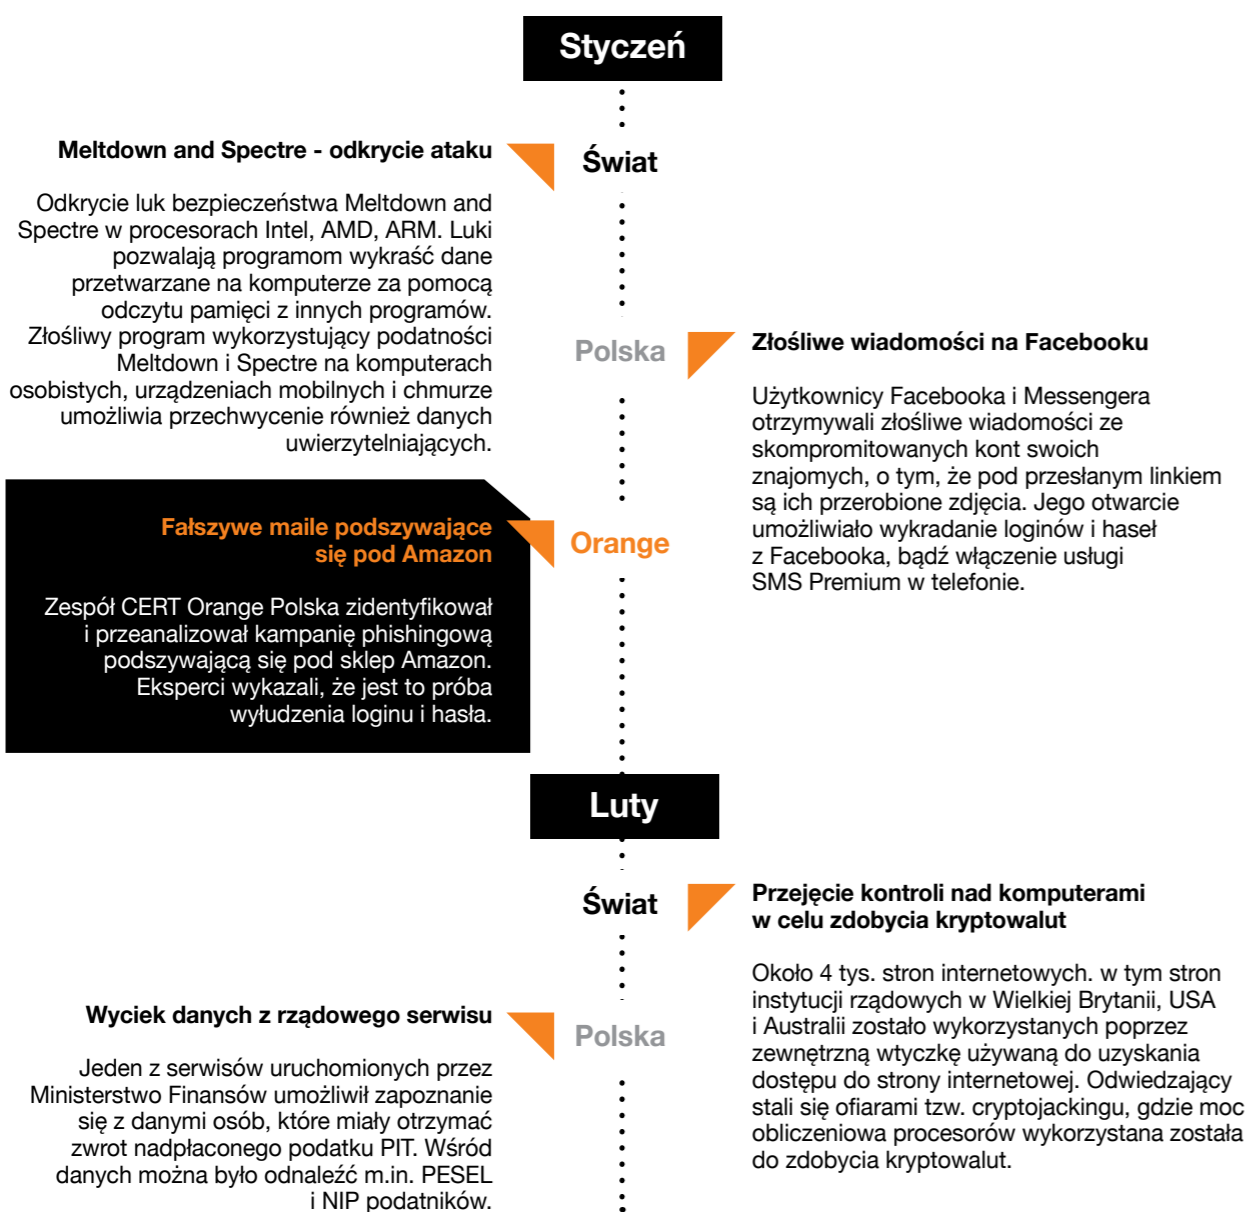 Styczeń
Meltdown and Spectre - odkrycie ataku
Świat
Odkrycie luk bezpieczeństwa Meltdown and
Spectre w procesorach Intel, AMD, ARM. Luki
pozwalają programom wykraść dane
przetwarzane na komputerze za pomocą
odczytu pamięci z innych programów.
Złośliwy program wykorzystujący podatności
Meltdown i Spectre na komputerach
osobistych, urządzeniach mobilnych i chmurze
umożliwia przechwycenie również danych
uwierzytelniających.
Polska
Złośliwe wiadomości na Facebooku
Użytkownicy Facebooka i Messengera
otrzymywali złośliwe wiadomości ze
skompromitowanych kont swoich
znajomych, o tym, że pod przesłanym linkiem
są ich przerobione zdjęcia. Jego otwarcie
umożliwiało wykradanie loginów i haseł
z Facebooka, bądź włączenie usługi
SMS Premium w telefonie.
Fałszywe maile podszywające
się pod Amazon
Orange
Zespół CERT Orange Polska zidentyfikował
i przeanalizował kampanię phishingową
podszywającą się pod sklep Amazon.
Eksperci wykazali, że jest to próba
wyłudzenia loginu i hasła.
Luty
Świat
Przejęcie kontroli nad komputerami
w celu zdobycia kryptowalut
Około 4 tys. stron internetowych. w tym stron
instytucji rządowych w Wielkiej Brytanii, USA
i Australii zostało wykorzystanych poprzez
zewnętrzną wtyczkę używaną do uzyskania
dostępu do strony internetowej. Odwiedzający
stali się ofiarami tzw. cryptojackingu, gdzie moc
obliczeniowa procesorów wykorzystana została
do zdobycia kryptowalut.
Wyciek danych z rządowego serwisu
Polska
Jeden z serwisów uruchomionych przez
Ministerstwo Finansów umożliwił zapoznanie
się z danymi osób, które miały otrzymać
zwrot nadpłaconego podatku PIT. Wśród
danych można było odnaleźć m.in. PESEL
i NIP podatników.